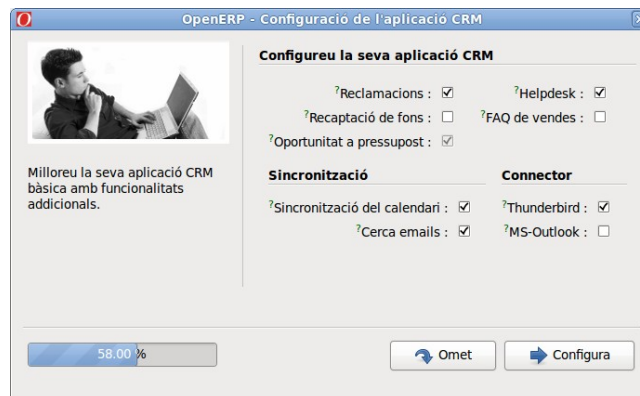 OpenERP - Configuració de l'aplicació CRM
Configureu la seva aplicació CRM
?Reclamacions :
?Helpdesk :
?Recaptació de fons :
?FAQ de vendes :
?Oportunitat a pressupost :
Milloreu la seva aplicació CRM
bàsica amb funcionalitats
addicionals.
Sincronització
Connector
?Sincronització del calendari :
?Thunderbird :
?Cerca emails :
?MS-Outlook :
58.00 %
Omet
Configura